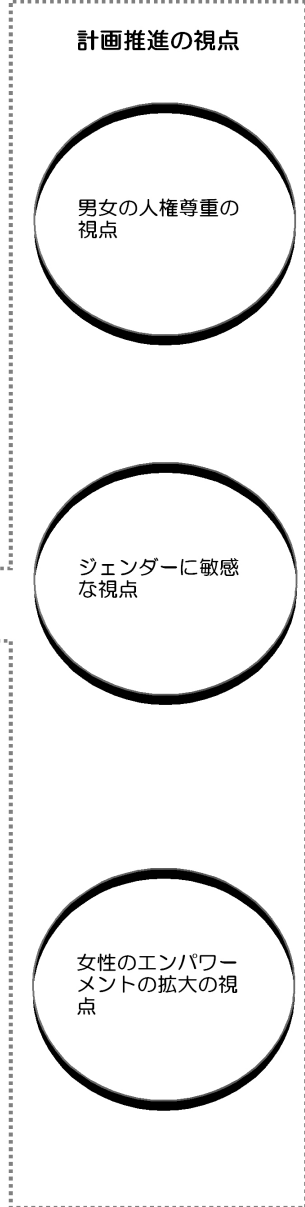 計画推進の視点
男女の人権尊重の
視点
ジェンダーに敏感
な視点
女性のエンパワー
メントの拡大の視
点